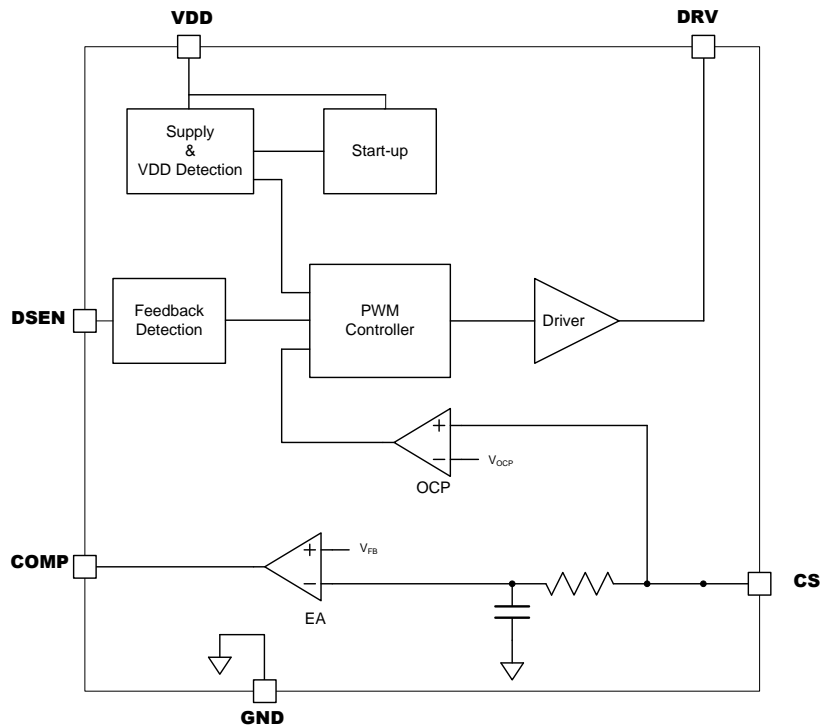 VDD
DRV
Supply
&
VDD Detection
Start-up
DSEN
Feedback
Detection
PWM
Controller
Driver
+
−
VOCP
OCP
COMP
+
−
VFB
EA
CS
GND